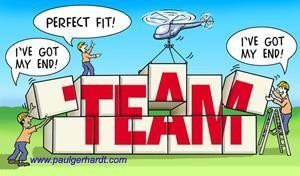 PERFECT FIT!
I'VE GOT
MY END!
I'VE GOT
MY END!
TEAM
www.paulgerhardt.com